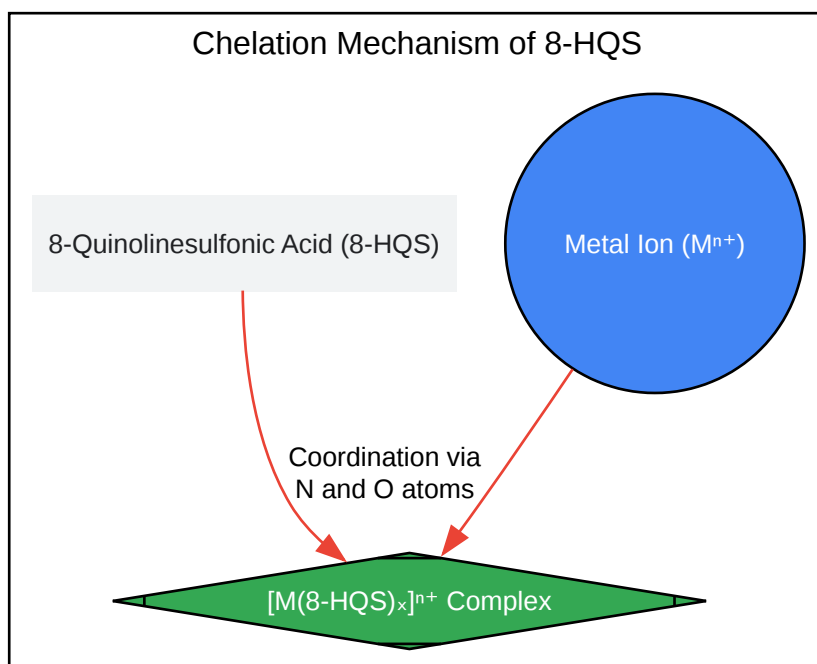 Chelation Mechanism of 8-HQS
8-Quinolinesulfonic Acid (8-HQS)
Metal Ion (Mⁿ⁺)
Coordination via
N and O atoms
[M(8-HQS)ₓ]ⁿ⁺ Complex